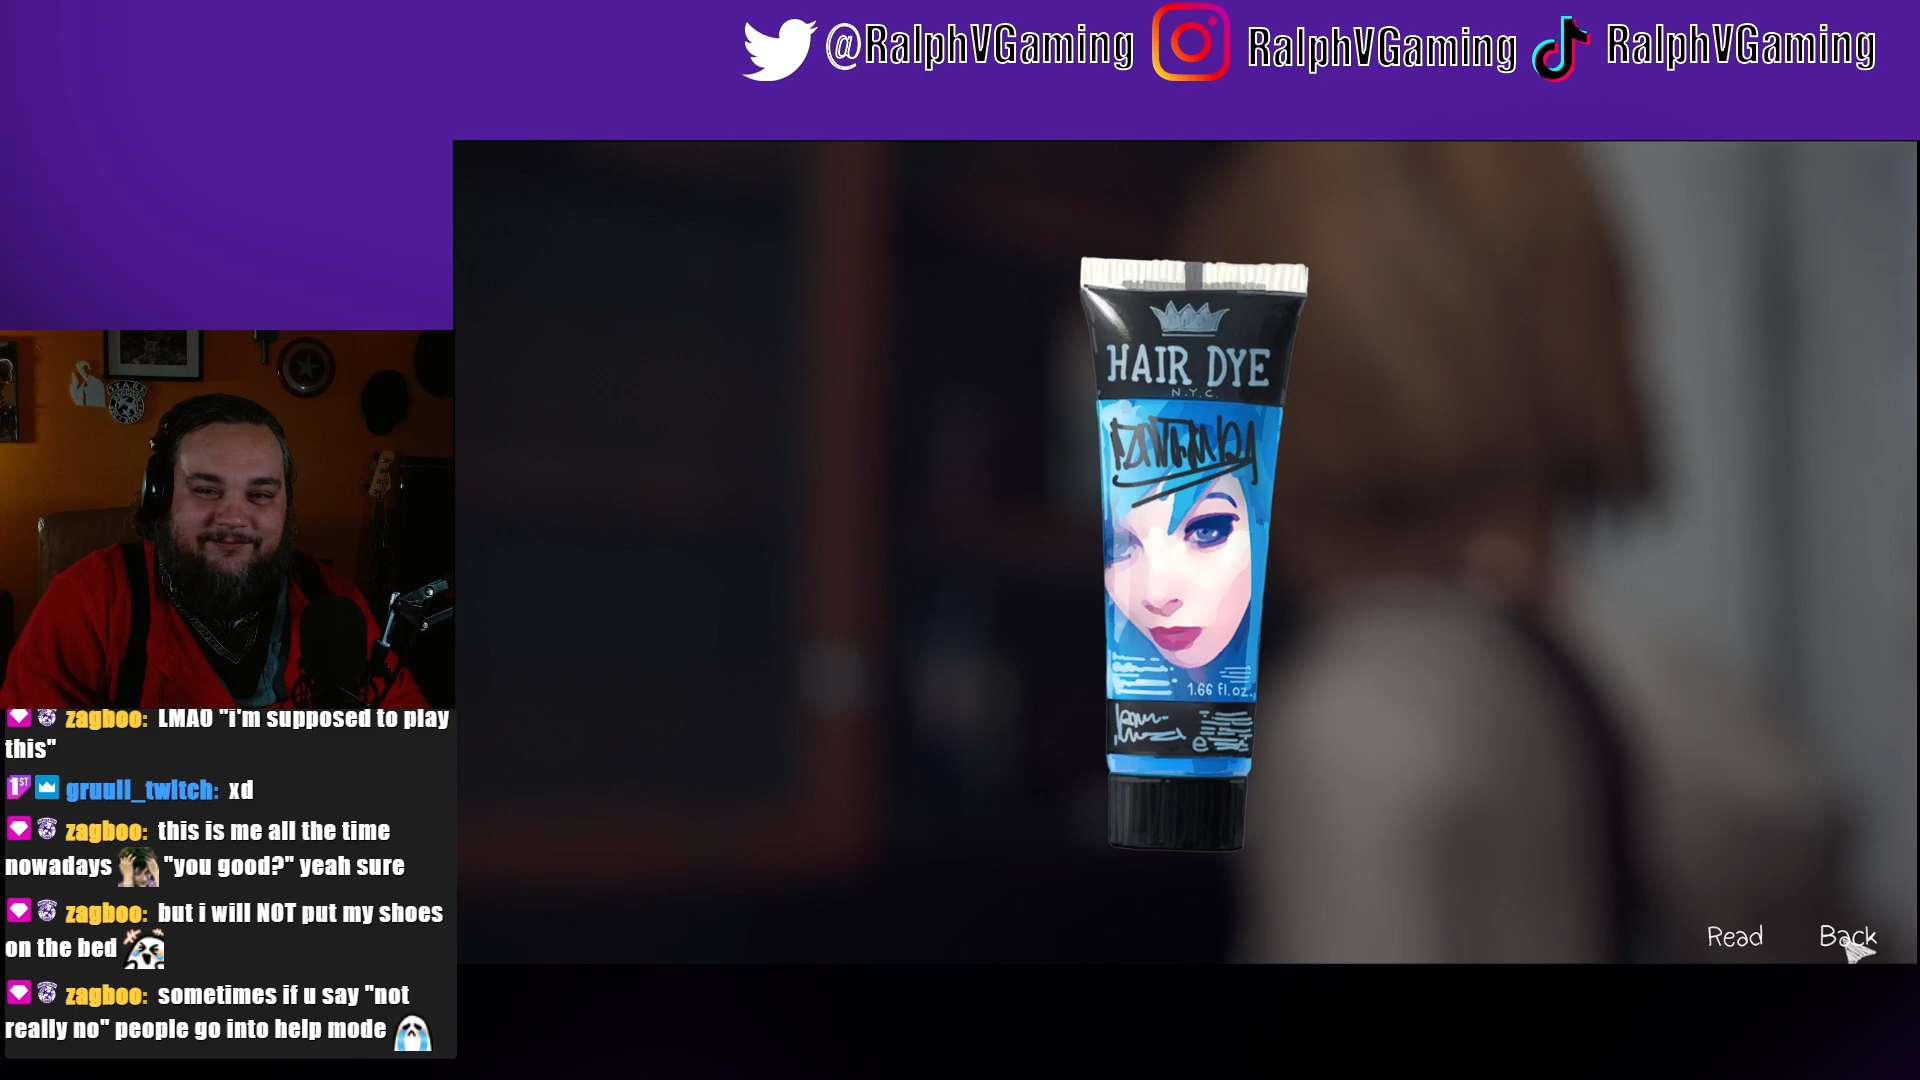 @RalphVGaming RalphVGaming RalphVGaming
HAIR DYE
N.Y.C.
1.66 fl.oz.
e
Read Back
STARS
zagboo: LMAO "i'm supposed to play
this"
1ST gruull_twitch: xd
zagboo: this is me all the time
nowadays "you good?" yeah sure
zagboo: but i will NOT put my shoes
on the bed
zagboo: sometimes if u say "not
really no" people go into help mode